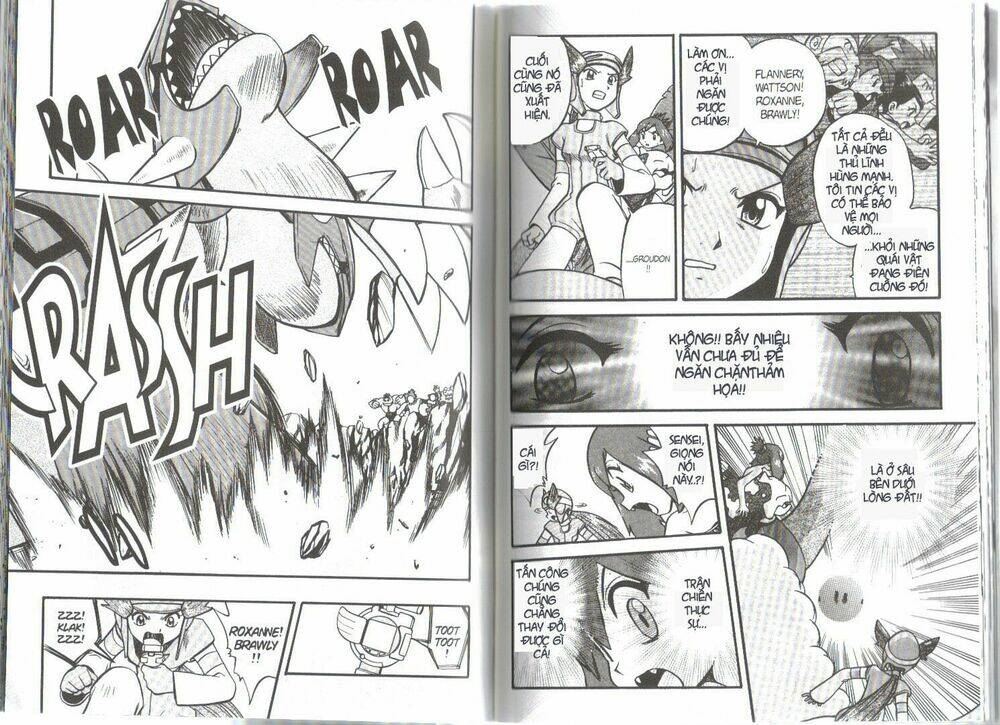 FLANNERY,
WATTSON!
ROXANNE,
BRAWLY!
LÀM ƠN...
CÁC VỊ
PHẢI
NGĂN
ĐƯỢC
CHÚNG!
TẤT CẢ ĐỀU
LÀ NHỮNG
THỦ LĨNH
HÙNG MẠNH.
TÔI TIN CÁC VỊ
CÓ THỂ BẢO
VỆ MỌI
NGƯỜI...
...KHỎI NHỮNG
QUÁI VẬT
ĐANG ĐIÊN
CUỒNG ĐÓ!
CUỐI
CÙNG NÓ
CŨNG ĐÃ
XUẤT
HIỆN.
...GROUDON
!!
KHÔNG!! BẤY NHIÊU
VẪN CHƯA ĐỦ ĐỂ
NGĂN CHẶNTHẢM
HỌA!!
LÀ Ở SÂU
BÊN DƯỚI
LÒNG
ĐẤT!!
SENSEI,
GIỌNG
NÓI
NÀY.?!
CÁI
GÌ?!
TRẬN
CHIẾN
THỰC
SỰ...
TẤN CÔNG
CHÚNG
CŨNG
CHẲNG
THAY ĐỔI
ĐƯỢC GÌ
CẢ!
ROAR
ROAR
CRASSSH
TOOT
TOOT
!
ROXANNE!
BRAWLY
!!
ZZZ!
KLAK!
ZZZ!